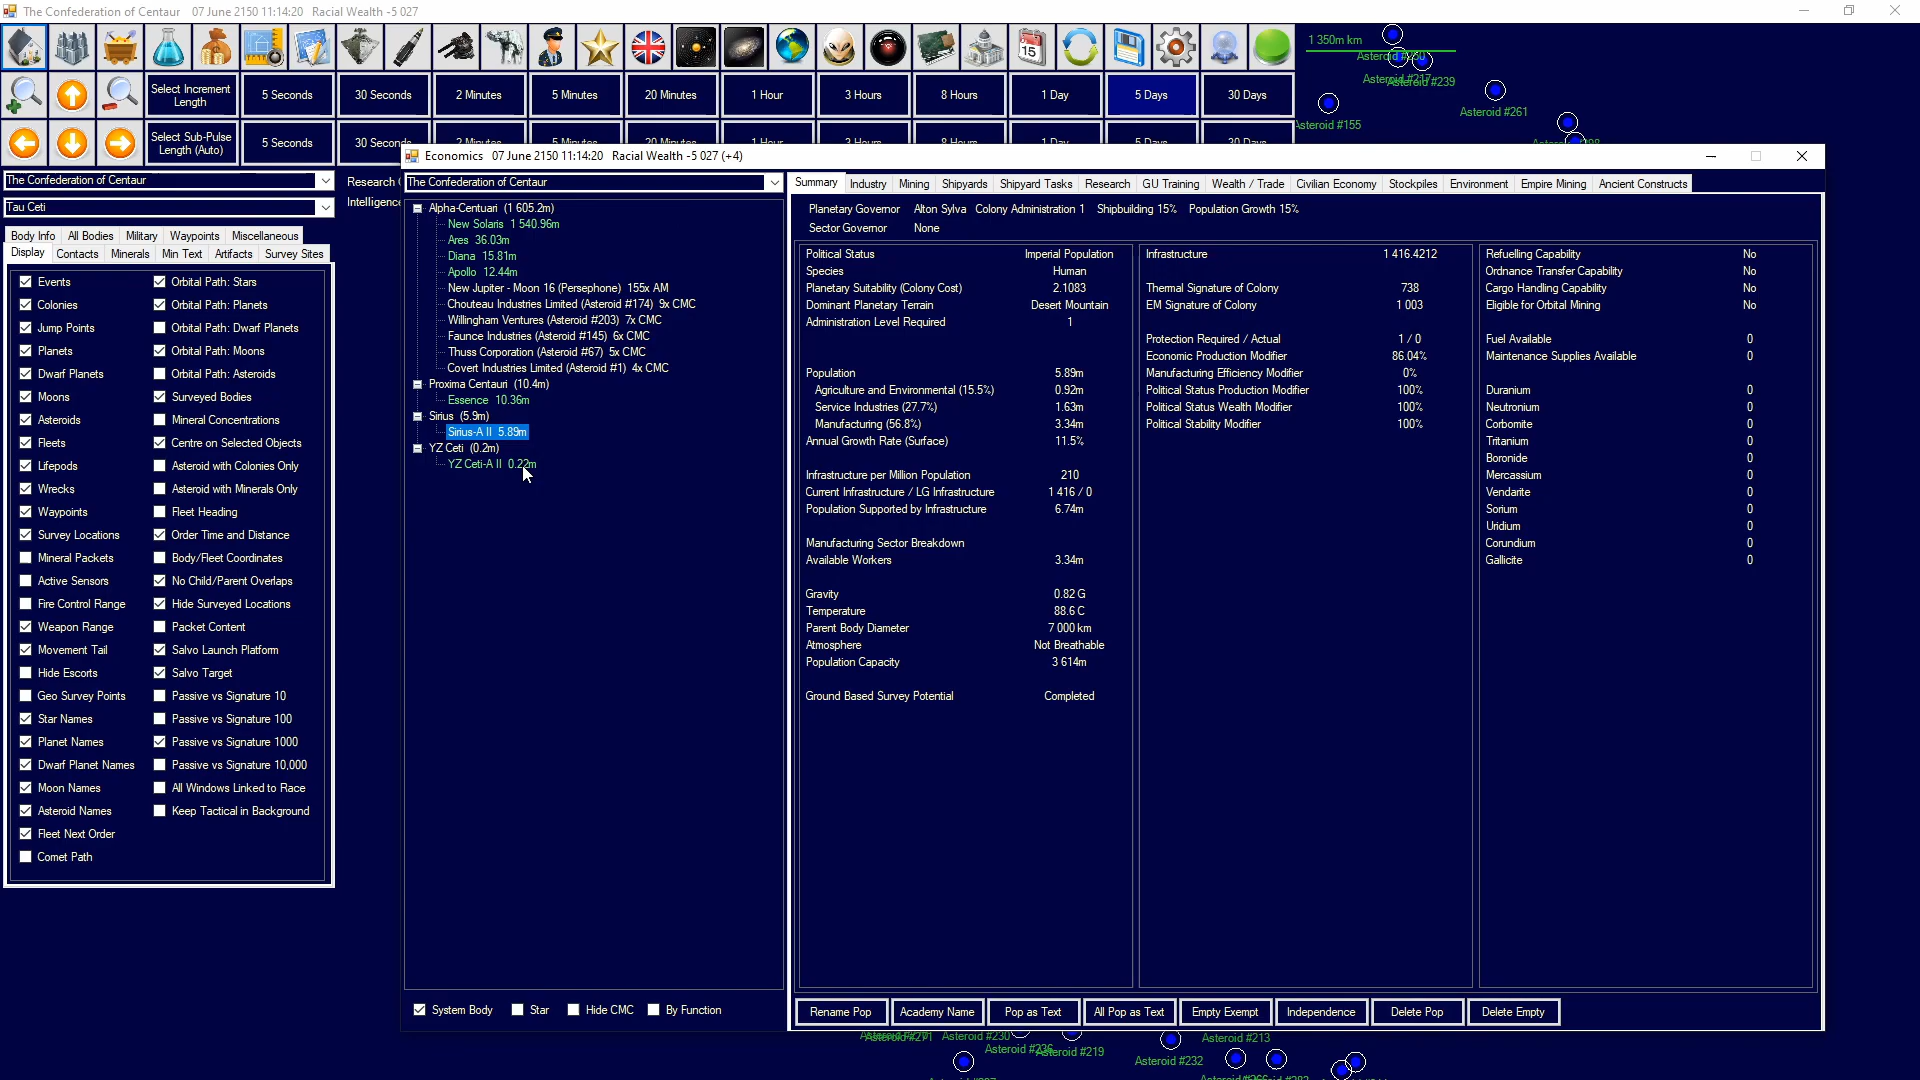 The Confederation of Centaur 07 June 2150 11:14:20 Racial Wealth -5 027
Select Increment Length
5 Seconds
30 Seconds
2 Minutes
5 Minutes
20 Minutes
1 Hour
3 Hours
8 Hours
1 Day
5 Days
30 Days
Select Sub-Pulse Length (Auto)
5 Seconds
30 Seconds
2 Minutes
5 Minutes
20 Minutes
1 Hour
3 Hours
8 Hours
1 Day
5 Days
30 Days
1 350m km
Asteroid #239
Asteroid #261
Asteroid #155
The Confederation of Centaur
Tau Ceti
Research
Intelligence
Body Info All Bodies Military Waypoints Miscellaneous
Display Contacts Minerals Min Text Artifacts Survey Sites
Events Orbital Path: Stars
Colonies Orbital Path: Planets
Jump Points Orbital Path: Dwarf Planets
Planets Orbital Path: Moons
Dwarf Planets Orbital Path: Asteroids
Moons Surveyed Bodies
Asteroids Mineral Concentrations
Fleets Centre on Selected Objects
Lifepods Asteroid with Colonies Only
Wrecks Asteroid with Minerals Only
Waypoints Fleet Heading
Survey Locations Order Time and Distance
Mineral Packets Body/Fleet Coordinates
Active Sensors No Child/Parent Overlaps
Fire Control Range Hide Surveyed Locations
Weapon Range Packet Content
Movement Tail Salvo Launch Platform
Hide Escorts Salvo Target
Geo Survey Points Passive vs Signature 10
Star Names Passive vs Signature 100
Planet Names Passive vs Signature 1000
Dwarf Planet Names Passive vs Signature 10,000
Moon Names All Windows Linked to Race
Asteroid Names Keep Tactical in Background
Fleet Next Order
Comet Path
Economics 07 June 2150 11:14:20 Racial Wealth -5 027 (+4)
The Confederation of Centaur
Alpha-Centuari (1 605.2m)
New Solaris 1 540.96m
Ares 36.03m
Diana 15.81m
Apollo 12.44m
New Jupiter - Moon 16 (Persephone) 155x AM
Chouteau Industries Limited (Asteroid #174) 9x CMC
Willingham Ventures (Asteroid #203) 7x CMC
Faunce Industries (Asteroid #145) 6x CMC
Thuss Corporation (Asteroid #67) 5x CMC
Covert Industries Limited (Asteroid #1) 4x CMC
Proxima Centauri (10.4m)
Essence 10.36m
Sirius (5.9m)
Sirius-A II 5.89m
YZ Ceti (0.2m)
YZ Ceti-A II 0.22m
System Body Star Hide CMC By Function
Summary Industry Mining Shipyards Shipyard Tasks Research GU Training Wealth / Trade Civilian Economy Stockpiles Environment Empire Mining Ancient Constructs
Planetary Governor Alton Sylva Colony Administration 1 Shipbuilding 15% Population Growth 15%
Sector Governor None
Political Status Imperial Population
Species Human
Planetary Suitability (Colony Cost) 2.1083
Dominant Planetary Terrain Desert Mountain
Administration Level Required 1
Population 5.89m
Agriculture and Environmental (15.5%) 0.92m
Service Industries (27.7%) 1.63m
Manufacturing (56.8%) 3.34m
Annual Growth Rate (Surface) 11.5%
Infrastructure per Million Population 210
Current Infrastructure / LG Infrastructure 1 416 / 0
Population Supported by Infrastructure 6.74m
Manufacturing Sector Breakdown
Available Workers 3.34m
Gravity 0.82 G
Temperature 88.6 C
Parent Body Diameter 7 000 km
Atmosphere Not Breathable
Population Capacity 3 614m
Ground Based Survey Potential Completed
Infrastructure 1 416.4212
Thermal Signature of Colony 738
EM Signature of Colony 1 003
Protection Required / Actual 1 / 0
Economic Production Modifier 86.04%
Manufacturing Efficiency Modifier 0%
Political Status Production Modifier 100%
Political Status Wealth Modifier 100%
Political Stability Modifier 100%
Refuelling Capability No
Ordnance Transfer Capability No
Cargo Handling Capability No
Eligible for Orbital Mining No
Fuel Available 0
Maintenance Supplies Available 0
Duranium 0
Neutronium 0
Corbomite 0
Tritanium 0
Boronide 0
Mercassium 0
Vendarite 0
Sorium 0
Uridium 0
Corundium 0
Gallicite 0
Rename Pop Academy Name Pop as Text All Pop as Text Empty Exempt Independence Delete Pop Delete Empty
Asteroid #230
Asteroid #219
Asteroid #232
Asteroid #213